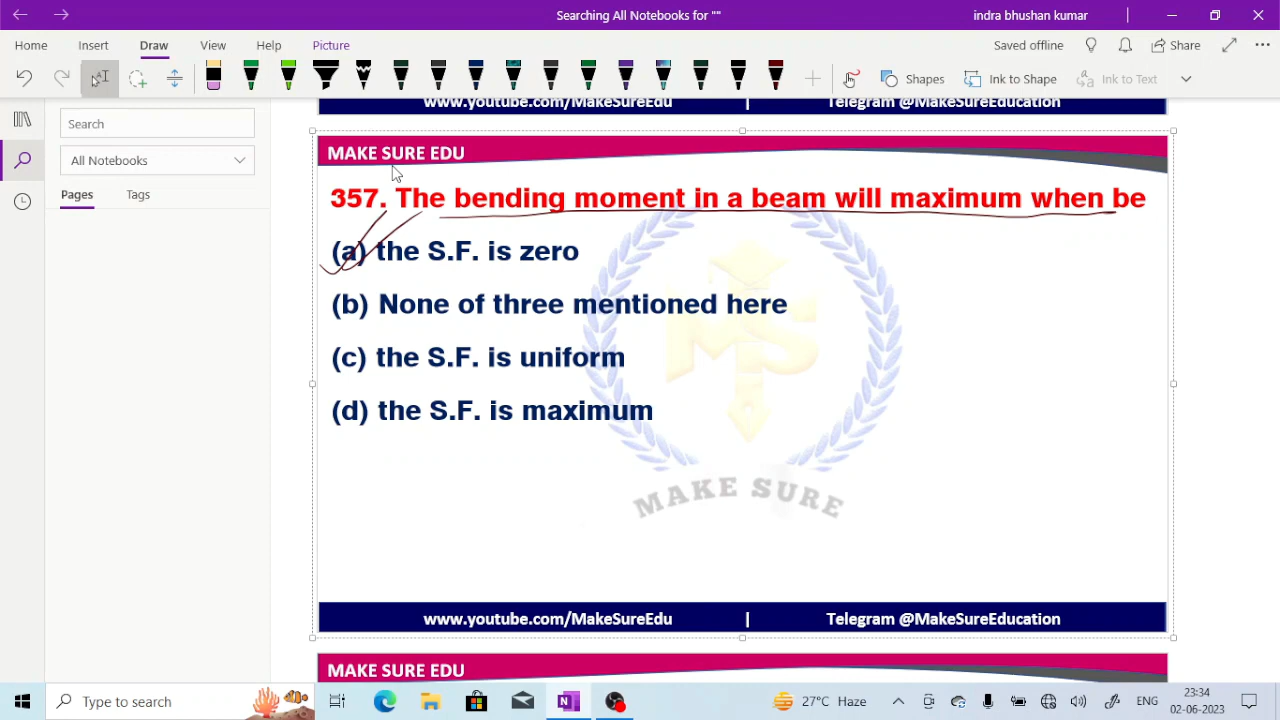 Searching All Notebooks for ""
indra bhushan kumar
Home Insert Draw View Help Picture
Saved offline
Share
Shapes
Ink to Shape
Ink to Text
Search
All Notebooks
Pages Tags
www.youtube.com/MakeSureEdu | Telegram @MakeSureEducation
MAKE SURE EDU
357. The bending moment in a beam will maximum when be
(a) the S.F. is zero
(b) None of three mentioned here
(c) the S.F. is uniform
(d) the S.F. is maximum
MS
MAKE SURE
www.youtube.com/MakeSureEdu | Telegram @MakeSureEducation
MAKE SURE EDU
Type to search
27°C Haze
ENG
23:34
02-06-2023